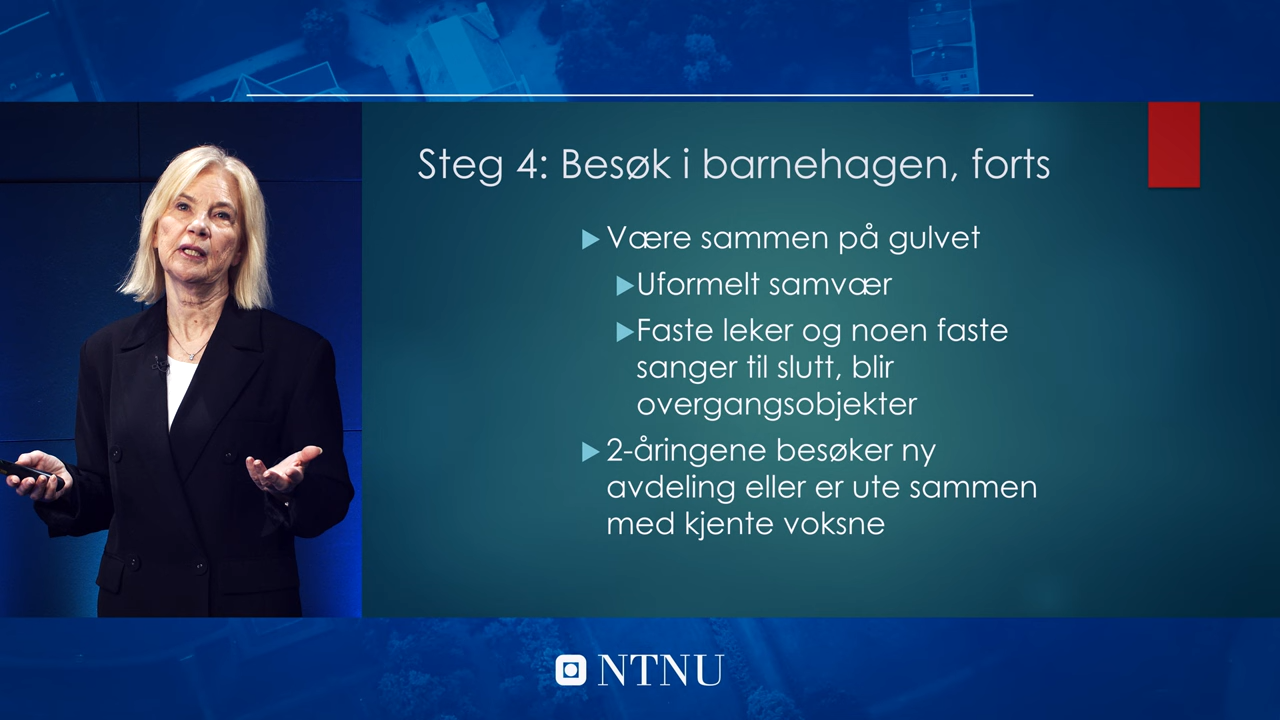 Steg 4: Besøk i barnehagen, forts
Være sammen på gulvet
Uformelt samvær
Faste leker og noen faste
sanger til slutt, blir
overgangsobjekter
2-åringene besøker ny
avdeling eller er ute sammen
med kjente voksne
NTNU